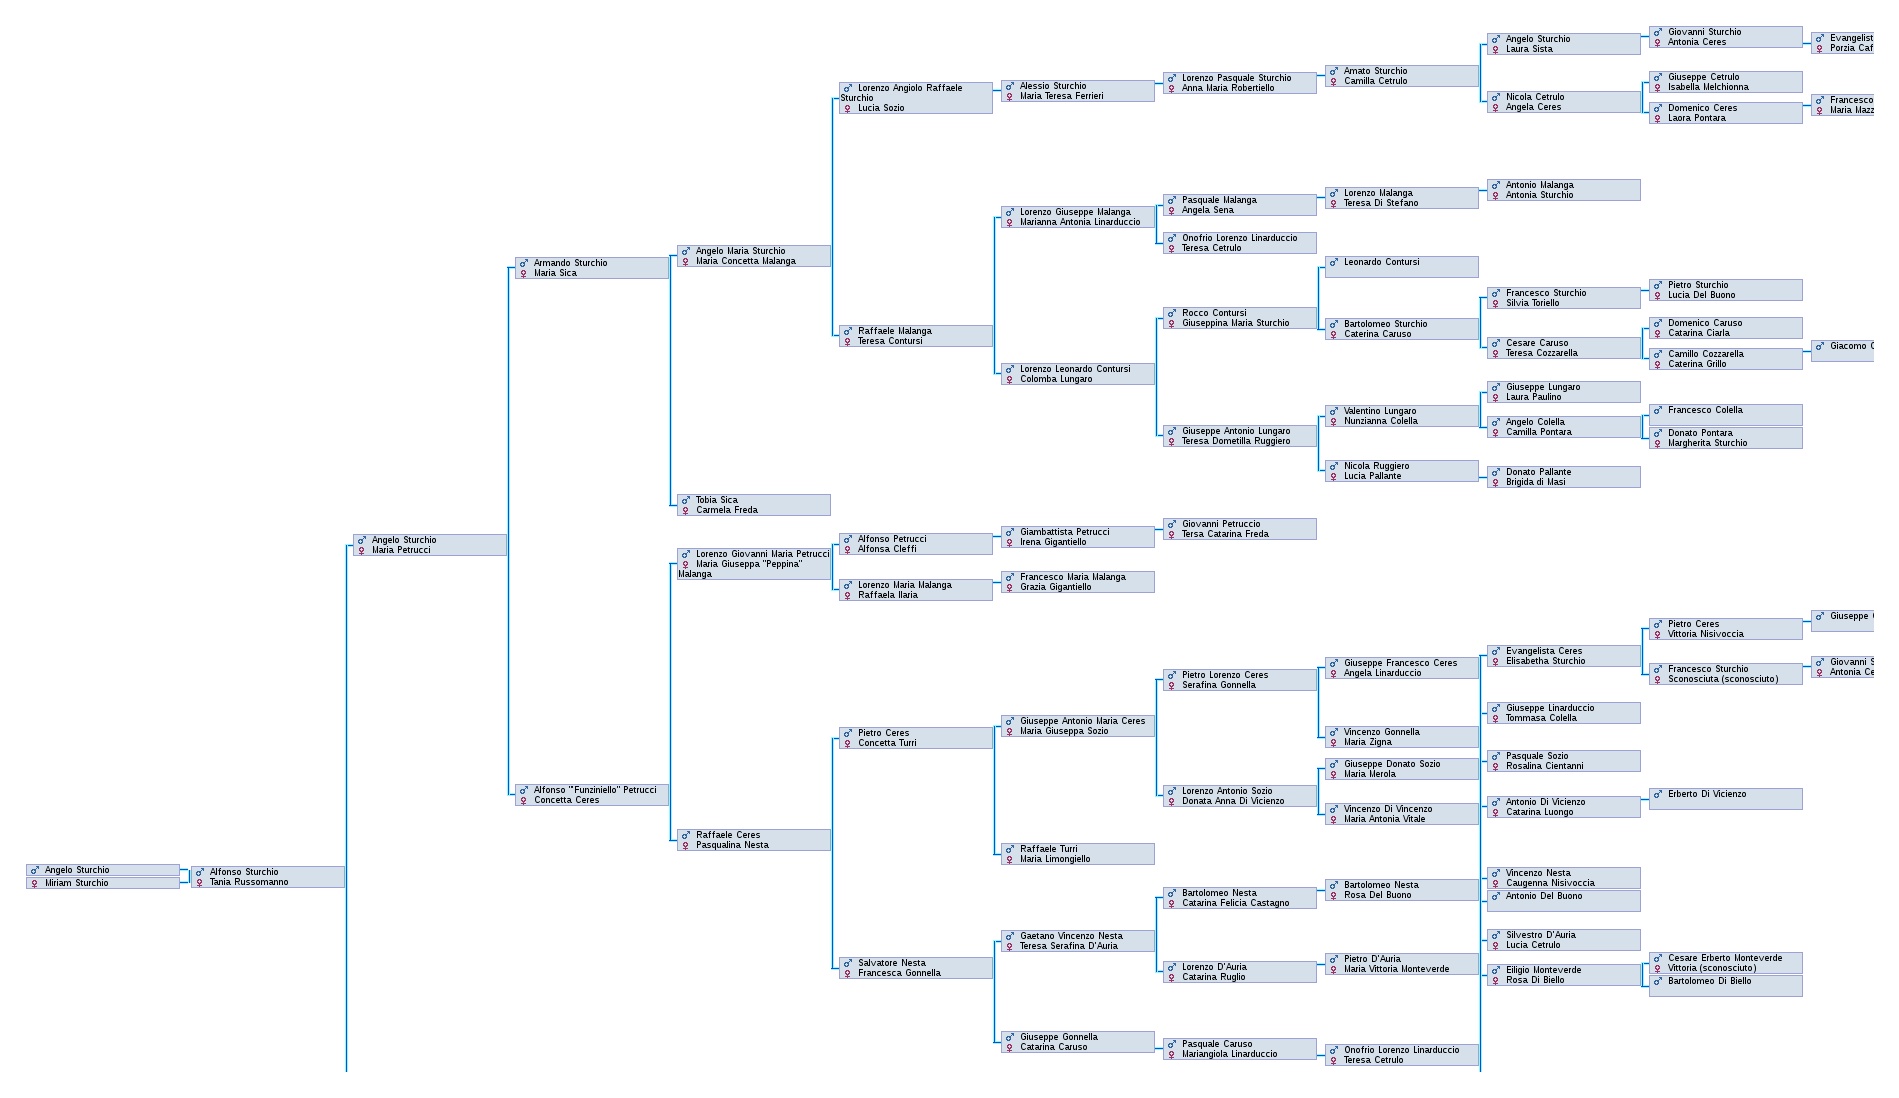 Angelo Sturchio
Miriam Sturchio
Alfonso Sturchio
Tania Russomanno
Angelo Sturchio
Maria Petrucci
Armando Sturchio
Maria Sica
Alfonso "'Funziniello" Petrucci
Concetta Ceres
Angelo Maria Sturchio
Maria Concetta Malanga
Tobia Sica
Carmela Freda
Lorenzo Giovanni Maria Petrucci
Maria Giuseppa "Peppina"
Malanga
Raffaele Ceres
Pasqualina Nesta
Lorenzo Angiolo Raffaele
Sturchio
Lucia Sozio
Raffaele Malanga
Teresa Contursi
Alfonso Petrucci
Alfonsa Cleffi
Lorenzo Maria Malanga
Raffaela Ilaria
Pietro Ceres
Concetta Turri
Salvatore Nesta
Francesca Gonnella
Alessio Sturchio
Maria Teresa Ferrieri
Lorenzo Giuseppe Malanga
Marianna Antonia Linarduccio
Lorenzo Leonardo Contursi
Colomba Lungaro
Giambattista Petrucci
Irena Gigantiello
Francesco Maria Malanga
Grazia Gigantiello
Giuseppe Antonio Maria Ceres
Maria Giuseppa Sozio
Raffaele Turri
Maria Limongiello
Gaetano Vincenzo Nesta
Teresa Serafina D'Auria
Giuseppe Gonnella
Catarina Caruso
Lorenzo Pasquale Sturchio
Anna Maria Robertiello
Pasquale Malanga
Angela Sena
Onofrio Lorenzo Linarduccio
Teresa Cetrulo
Rocco Contursi
Giuseppina Maria Sturchio
Giuseppe Antonio Lungaro
Teresa Dometilla Ruggiero
Giovanni Petruccio
Tersa Catarina Freda
Pietro Lorenzo Ceres
Serafina Gonnella
Lorenzo Antonio Sozio
Donata Anna Di Vicienzo
Bartolomeo Nesta
Catarina Felicia Castagno
Lorenzo D'Auria
Catarina Ruglio
Pasquale Caruso
Mariangiola Linarduccio
Amato Sturchio
Camilla Cetrulo
Lorenzo Malanga
Teresa Di Stefano
Leonardo Contursi
Bartolomeo Sturchio
Caterina Caruso
Valentino Lungaro
Nunzianna Colella
Nicola Ruggiero
Lucia Pallante
Giuseppe Francesco Ceres
Angela Linarduccio
Vincenzo Gonnella
Maria Zigna
Giuseppe Donato Sozio
Maria Merola
Vincenzo Di Vincenzo
Maria Antonia Vitale
Bartolomeo Nesta
Rosa Del Buono
Pietro D'Auria
Maria Vittoria Monteverde
Onofrio Lorenzo Linarduccio
Teresa Cetrulo
Angelo Sturchio
Laura Sista
Nicola Cetrulo
Angela Ceres
Antonio Malanga
Antonia Sturchio
Francesco Sturchio
Silvia Toriello
Cesare Caruso
Teresa Cozzarella
Giuseppe Lungaro
Laura Paulino
Angelo Colella
Camilla Pontara
Donato Pallante
Brigida di Masi
Evangelista Ceres
Elisabetha Sturchio
Giuseppe Linarduccio
Tommasa Colella
Pasquale Sozio
Rosalina Cientanni
Antonio Di Vicienzo
Catarina Luongo
Vincenzo Nesta
Caugenna Nisivoccia
Antonio Del Buono
Silvestro D'Auria
Lucia Cetrulo
Eiligio Monteverde
Rosa Di Biello
Giovanni Sturchio
Antonia Ceres
Giuseppe Cetrulo
Isabella Melchionna
Domenico Ceres
Laora Pontara
Pietro Sturchio
Lucia Del Buono
Domenico Caruso
Catarina Ciarla
Camillo Cozzarella
Caterina Grillo
Francesco Colella
Donato Pontara
Margherita Sturchio
Pietro Ceres
Vittoria Nisivoccia
Francesco Sturchio
Sconosciuta (sconosciuto)
Erberto Di Vicienzo
Cesare Erberto Monteverde
Vittoria (sconosciuto)
Bartolomeo Di Biello
Evangelist
Porzia Caf
Francesco
Maria Mazz
Giacomo
Giuseppe
Giovanni S
Antonia Ce